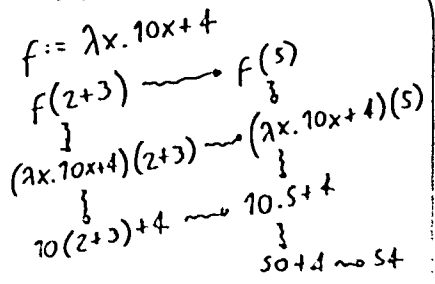 f := λx. 10x+4
f(2+3) ⟶ f(5)
(λx. 10x+4)(2+3) ⟶ (λx. 10x+4)(5)
10(2+3)+4 ⟶ 10.5+4
50+4 ⟶ 54